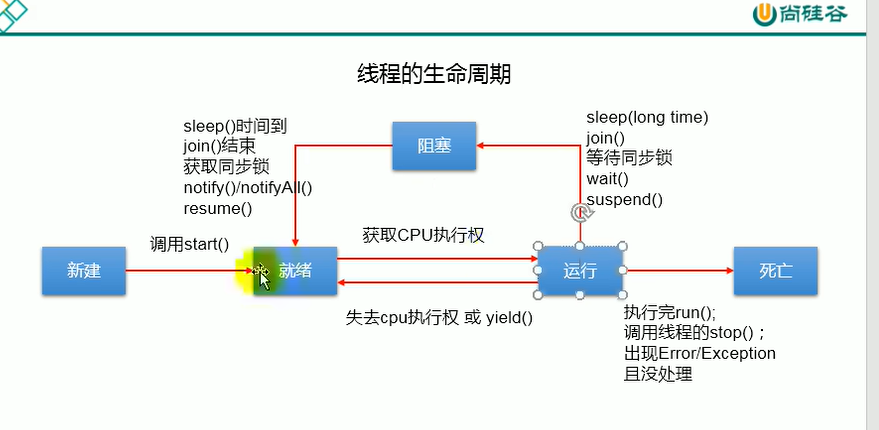 尚硅谷
线程的生命周期
sleep()时间到
join()结束
获取同步锁
notify()/notifyAll()
resume()
阻塞
sleep(long time)
join()
等待同步锁
wait()
suspend()
调用start()
获取CPU执行权
新建
就绪
运行
死亡
失去cpu执行权 或 yield()
执行完run();
调用线程的stop()；
出现Error/Exception
且没处理